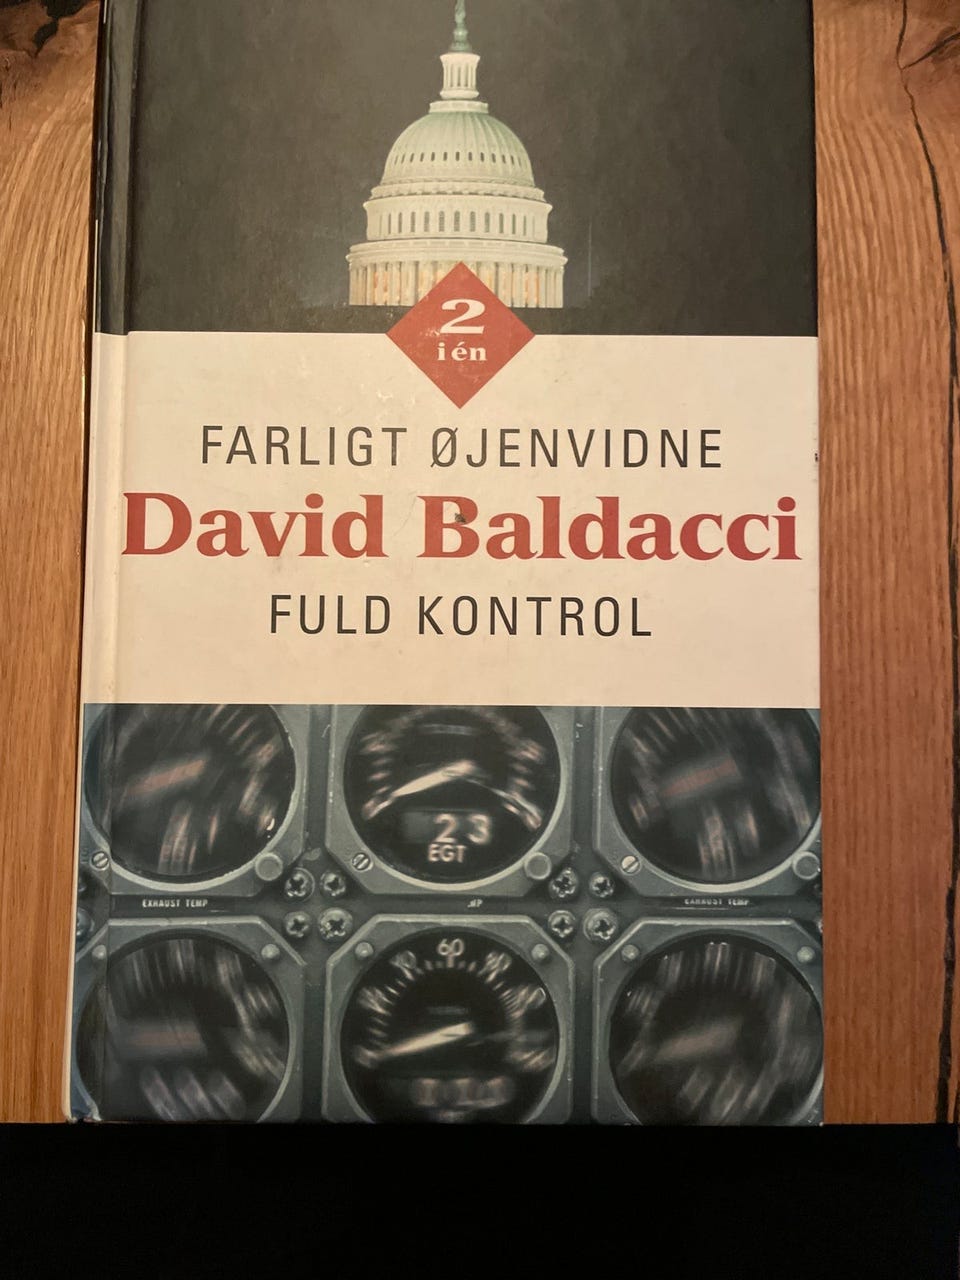 2
i én
FARLIGT ØJENVIDNE
David Baldacci
FULD KONTROL
23
EGT
EXHAUST TEMP
EXHAUST TEMP
60